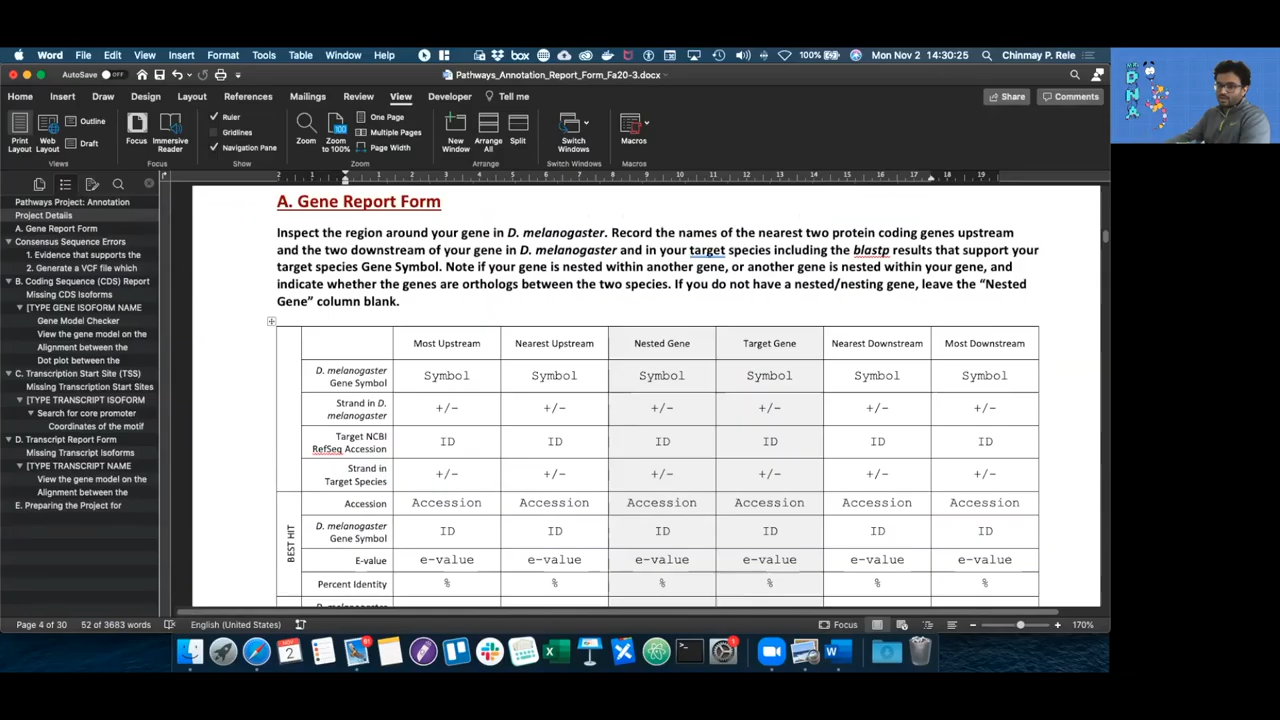 Word File Edit View Insert Format Tools Table Window Help box 100% Mon Nov 2 14:30:25 Chinmay P. Rele
AutoSave OFF Pathways_Annotation_Report_Form_Fa20-3.docx
Home Insert Draw Design Layout References Mailings Review View Developer Tell me Share Comments
Print Layout Web Layout Outline Draft Focus Immersive Reader Ruler Gridlines Navigation Pane Zoom Zoom to 100% One Page Multiple Pages Page Width New Window Arrange All Split Switch Windows Macros
Views Focus Show Zoom Arrange Switch Windows Macros
Pathways Project: Annotation
Project Details
A. Gene Report Form
Consensus Sequence Errors
1. Evidence that supports the
2. Generate a VCF file which
B. Coding Sequence (CDS) Report
Missing CDS Isoforms
[TYPE GENE ISOFORM NAME
Gene Model Checker
View the gene model on the
Alignment between the
Dot plot between the
C. Transcription Start Site (TSS)
Missing Transcription Start Sites
[TYPE TRANSCRIPT ISOFORM
Search for core promoter
Coordinates of the motif
D. Transcript Report Form
Missing Transcript Isoforms
[TYPE TRANSCRIPT NAME
View the gene model on the
Alignment between the
E. Preparing the Project for
A. Gene Report Form
Inspect the region around your gene in D. melanogaster. Record the names of the nearest two protein coding genes upstream
and the two downstream of your gene in D. melanogaster and in your target species including the blastp results that support your
target species Gene Symbol. Note if your gene is nested within another gene, or another gene is nested within your gene, and
indicate whether the genes are orthologs between the two species. If you do not have a nested/nesting gene, leave the “Nested
Gene” column blank.
Most Upstream Nearest Upstream Nested Gene Target Gene Nearest Downstream Most Downstream
D. melanogaster Gene Symbol Symbol Symbol Symbol Symbol Symbol Symbol
Strand in D. melanogaster +/- +/- +/- +/- +/- +/-
Target NCBI RefSeq Accession ID ID ID ID ID ID
Strand in Target Species +/- +/- +/- +/- +/- +/-
BEST HIT
Accession Accession Accession Accession Accession Accession Accession
D. melanogaster Gene Symbol ID ID ID ID ID ID
E-value e-value e-value e-value e-value e-value e-value
Percent Identity % % % % % %
D. melanogaster
Page 4 of 30 52 of 3683 words English (United States) Focus 170%
DNA